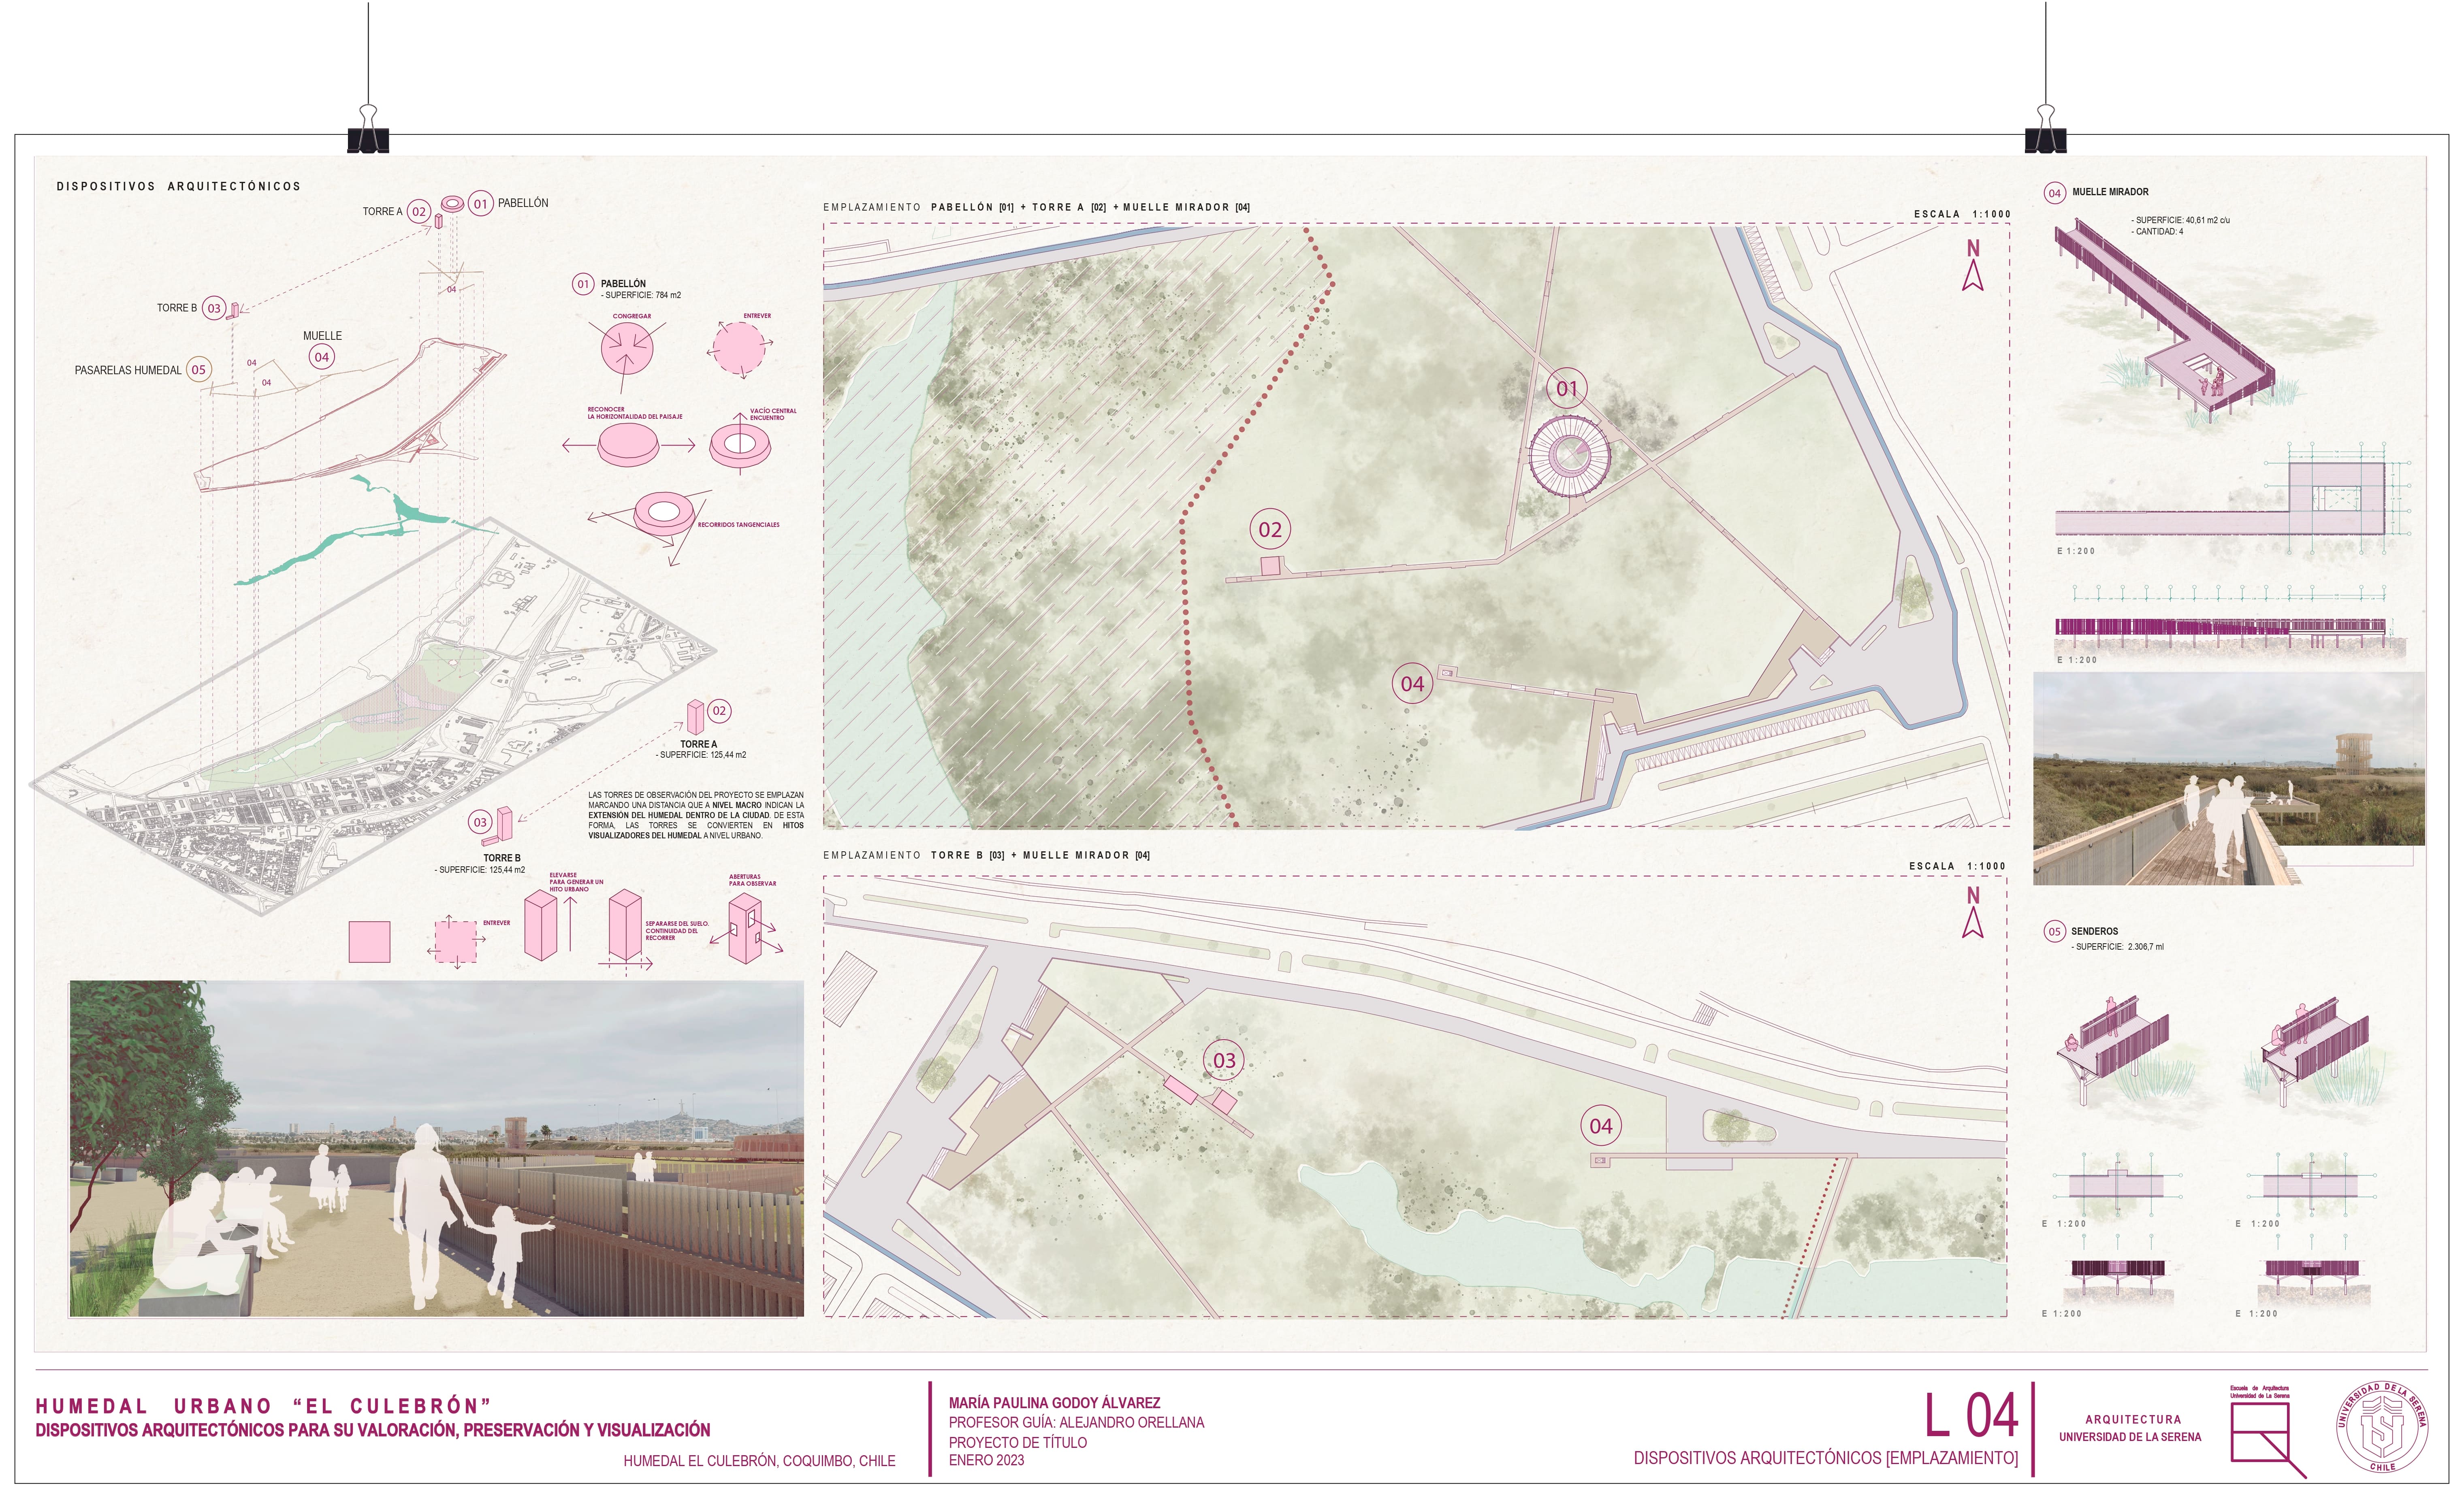 DISPOSITIVOS ARQUITECTÓNICOS
TORRE A 02
01 PABELLÓN
04
TORRE B 03
MUELLE
04
PASARELAS HUMEDAL 05
04
04
01 PABELLÓN
- SUPERFICIE: 784 m2
CONGREGAR
ENTREVER
RECONOCER
LA HORIZONTALIDAD DEL PAISAJE
VACÍO CENTRAL
ENCUENTRO
RECORRIDOS TANGENCIALES
02
TORRE A
- SUPERFICIE: 125,44 m2
LAS TORRES DE OBSERVACIÓN DEL PROYECTO SE EMPLAZAN
MARCANDO UNA DISTANCIA QUE A NIVEL MACRO INDICAN LA
EXTENSIÓN DEL HUMEDAL DENTRO DE LA CIUDAD. DE ESTA
FORMA, LAS TORRES SE CONVIERTEN EN HITOS
VISUALIZADORES DEL HUMEDAL A NIVEL URBANO.
03
TORRE B
- SUPERFICIE: 125,44 m2
ENTREVER
ELEVARSE
PARA GENERAR UN
HITO URBANO
SEPARARSE DEL SUELO,
CONTINUIDAD DEL
RECORRER
ABERTURAS
PARA OBSERVAR
EMPLAZAMIENTO PABELLÓN [01] + TORRE A [02] + MUELLE MIRADOR [04]
ESCALA 1:1000
N
01
02
04
EMPLAZAMIENTO TORRE B [03] + MUELLE MIRADOR [04]
ESCALA 1:1000
N
03
04
04 MUELLE MIRADOR
- SUPERFICIE: 40,61 m2 c/u
- CANTIDAD: 4
E 1:200
E 1:200
05 SENDEROS
- SUPERFICIE: 2.306,7 ml
E 1:200
E 1:200
E 1:200
E 1:200
HUMEDAL URBANO “EL CULEBRÓN”
DISPOSITIVOS ARQUITECTÓNICOS PARA SU VALORACIÓN, PRESERVACIÓN Y VISUALIZACIÓN
HUMEDAL EL CULEBRÓN, COQUIMBO, CHILE
MARÍA PAULINA GODOY ÁLVAREZ
PROFESOR GUÍA: ALEJANDRO ORELLANA
PROYECTO DE TÍTULO
ENERO 2023
L 04
DISPOSITIVOS ARQUITECTÓNICOS [EMPLAZAMIENTO]
ARQUITECTURA
UNIVERSIDAD DE LA SERENA
Escuela de Arquitectura
Universidad de La Serena
UNIVERSIDAD DE LA SERENA
CHILE